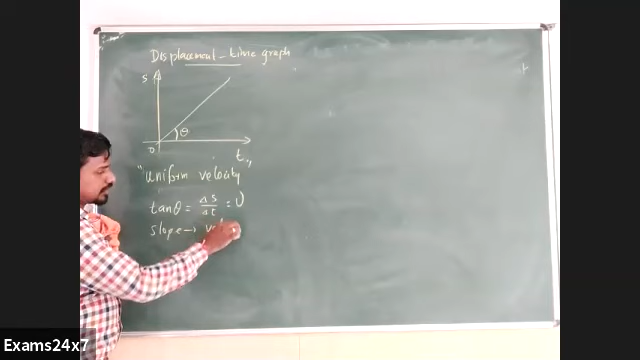 Displacement - time graph
S
θ
0
t
"Uniform velocity
tanθ = Δs/Δt = υ
Slope →
Exams24x7